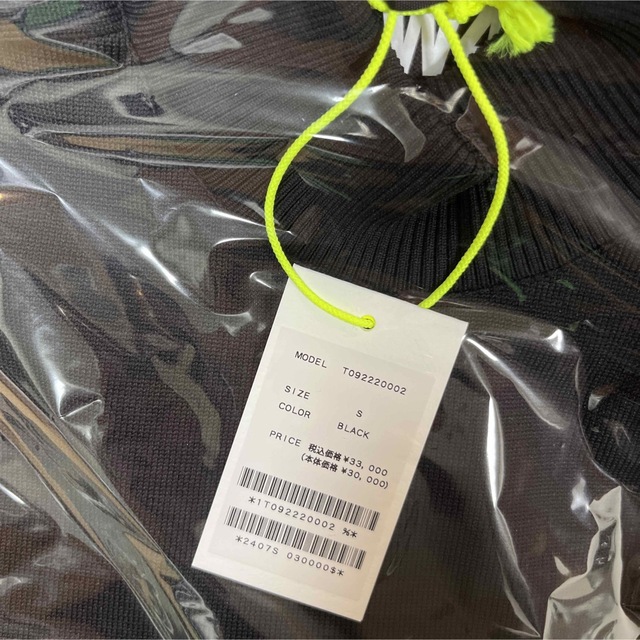 MODEL T092220002
SIZE S
COLOR BLACK
PRICE 税込価格 ¥33,000
(本体価格 ¥30,000)
*1T092220002 %*
*2407S 030000$*